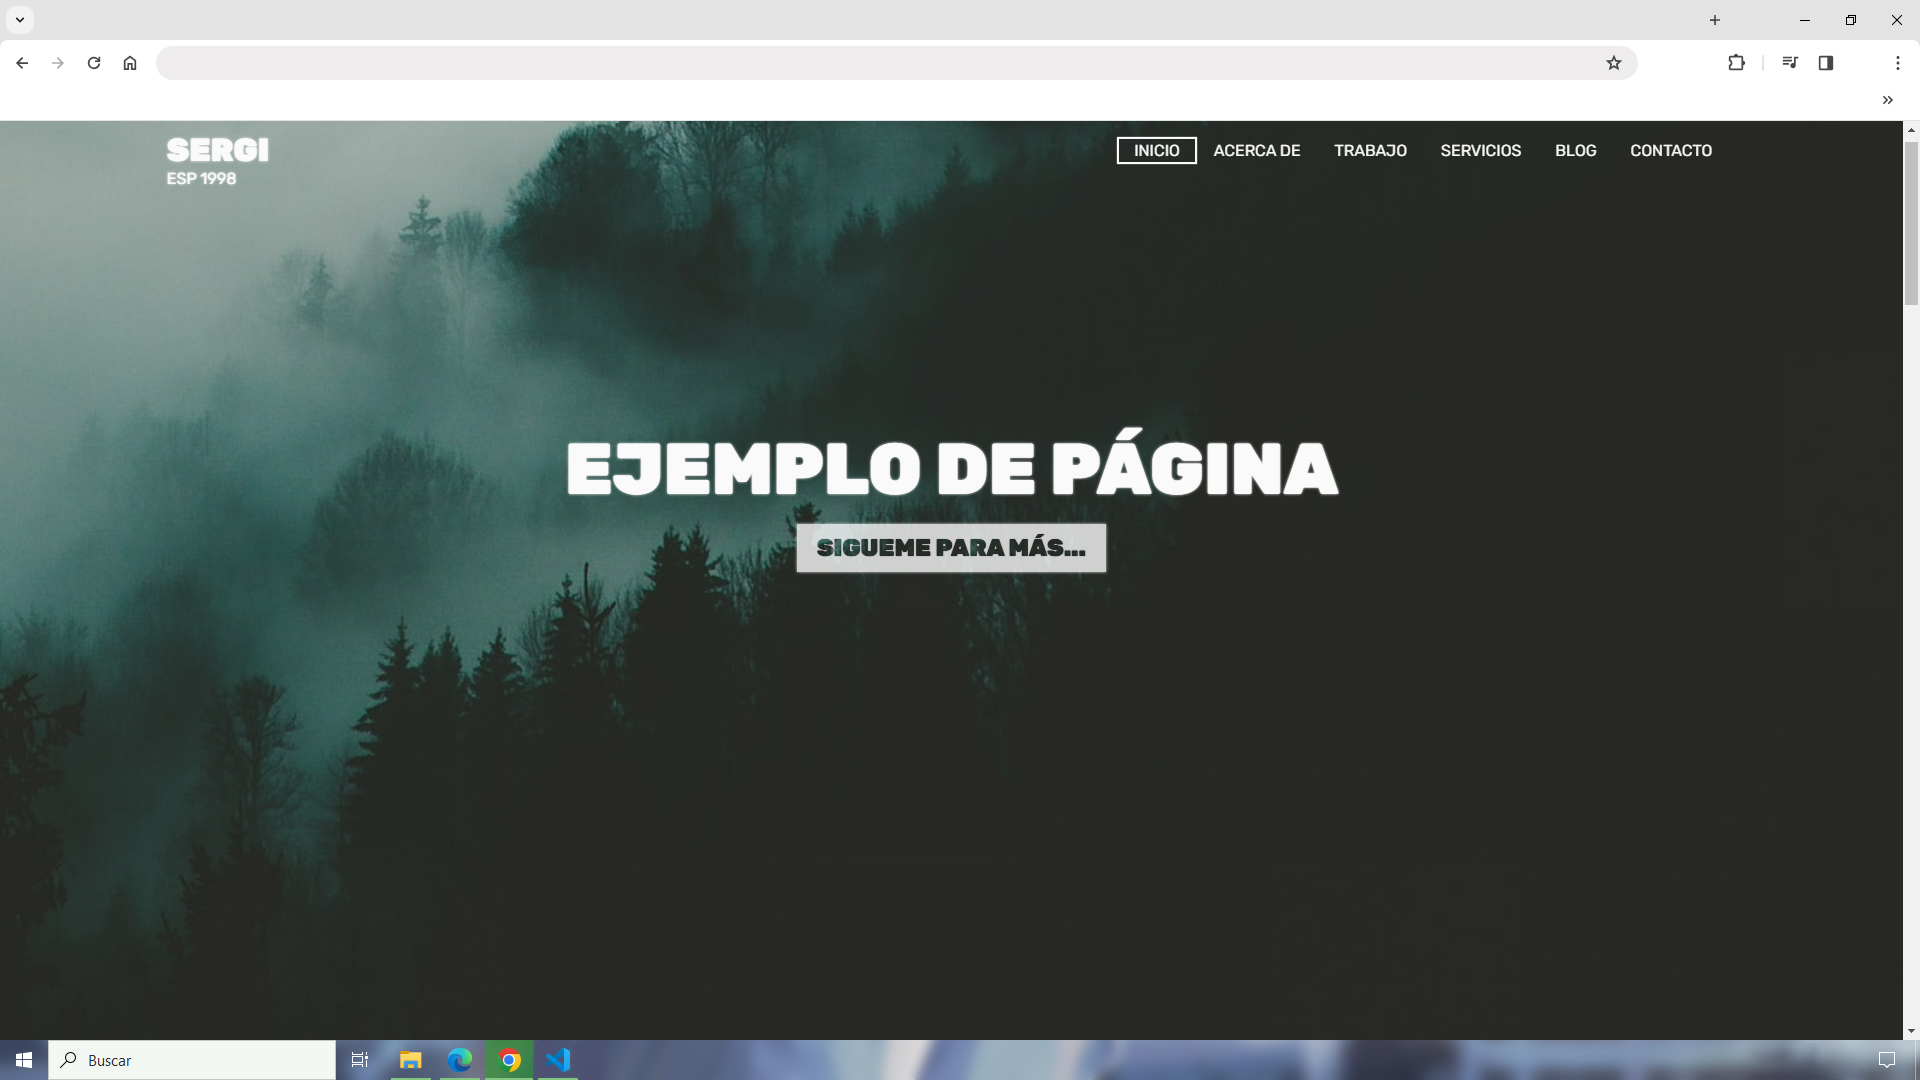 SERGI
ESP 1998
INICIO ACERCA DE TRABAJO SERVICIOS BLOG CONTACTO
EJEMPLO DE PÁGINA
SIGUEME PARA MÁS...
Buscar